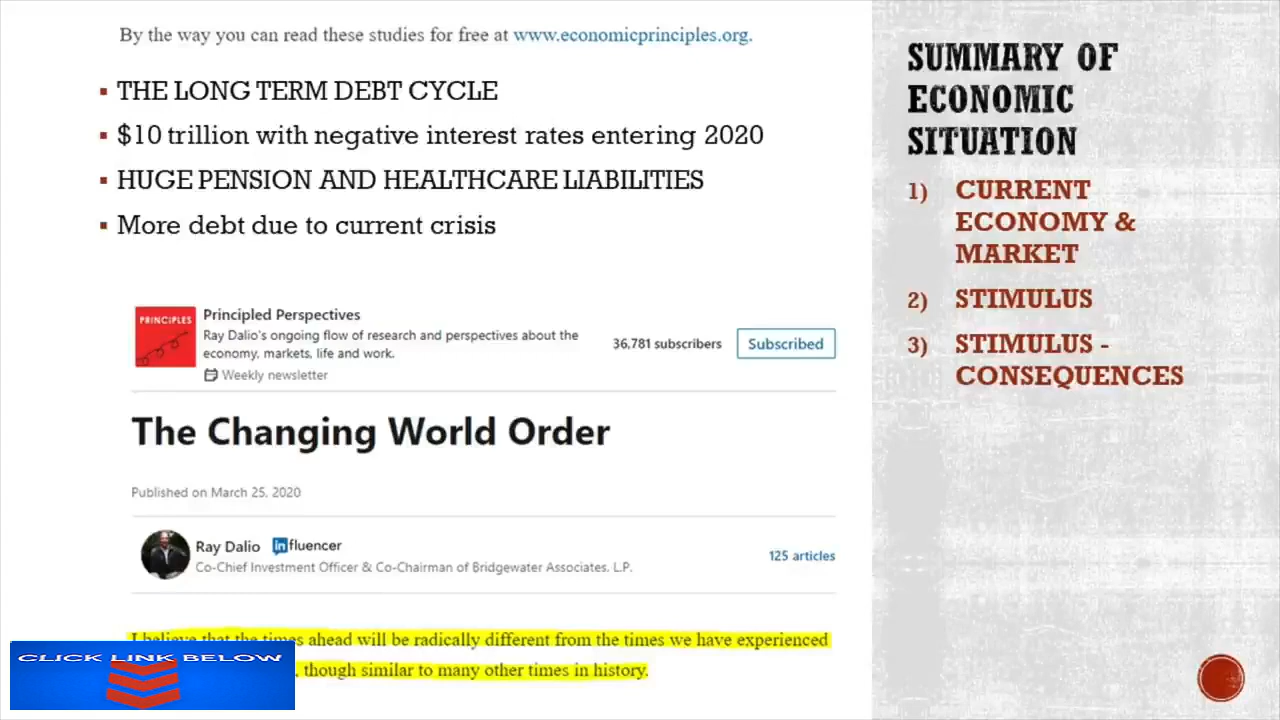 By the way you can read these studies for free at www.economicprinciples.org.
THE LONG TERM DEBT CYCLE
$10 trillion with negative interest rates entering 2020
HUGE PENSION AND HEALTHCARE LIABILITIES
More debt due to current crisis
PRINCIPLES
Principled Perspectives
Ray Dalio's ongoing flow of research and perspectives about the
economy, markets, life and work.
Weekly newsletter
36,781 subscribers
Subscribed
The Changing World Order
Published on March 25, 2020
Ray Dalio influencer
Co-Chief Investment Officer & Co-Chairman of Bridgewater Associates, L.P.
125 articles
I believe that the times ahead will be radically different from the times we have experienced
, though similar to many other times in history.
CLICK LINK BELOW
SUMMARY OF
ECONOMIC
SITUATION
1) CURRENT
ECONOMY &
MARKET
2) STIMULUS
3) STIMULUS -
CONSEQUENCES